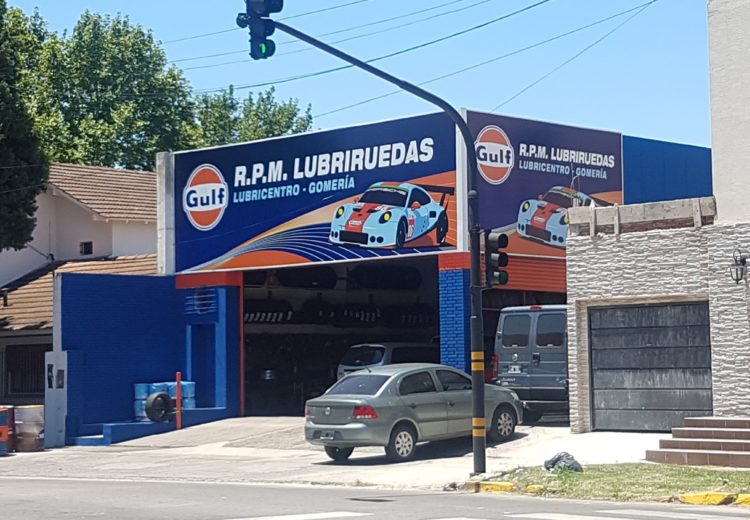 Gulf
R.P.M. LUBRIRUEDAS
LUBRICENTRO - GOMERÍA
Gulf
R.P.M. LUBRIRUEDAS
LUBRICENTRO - GOMERÍA